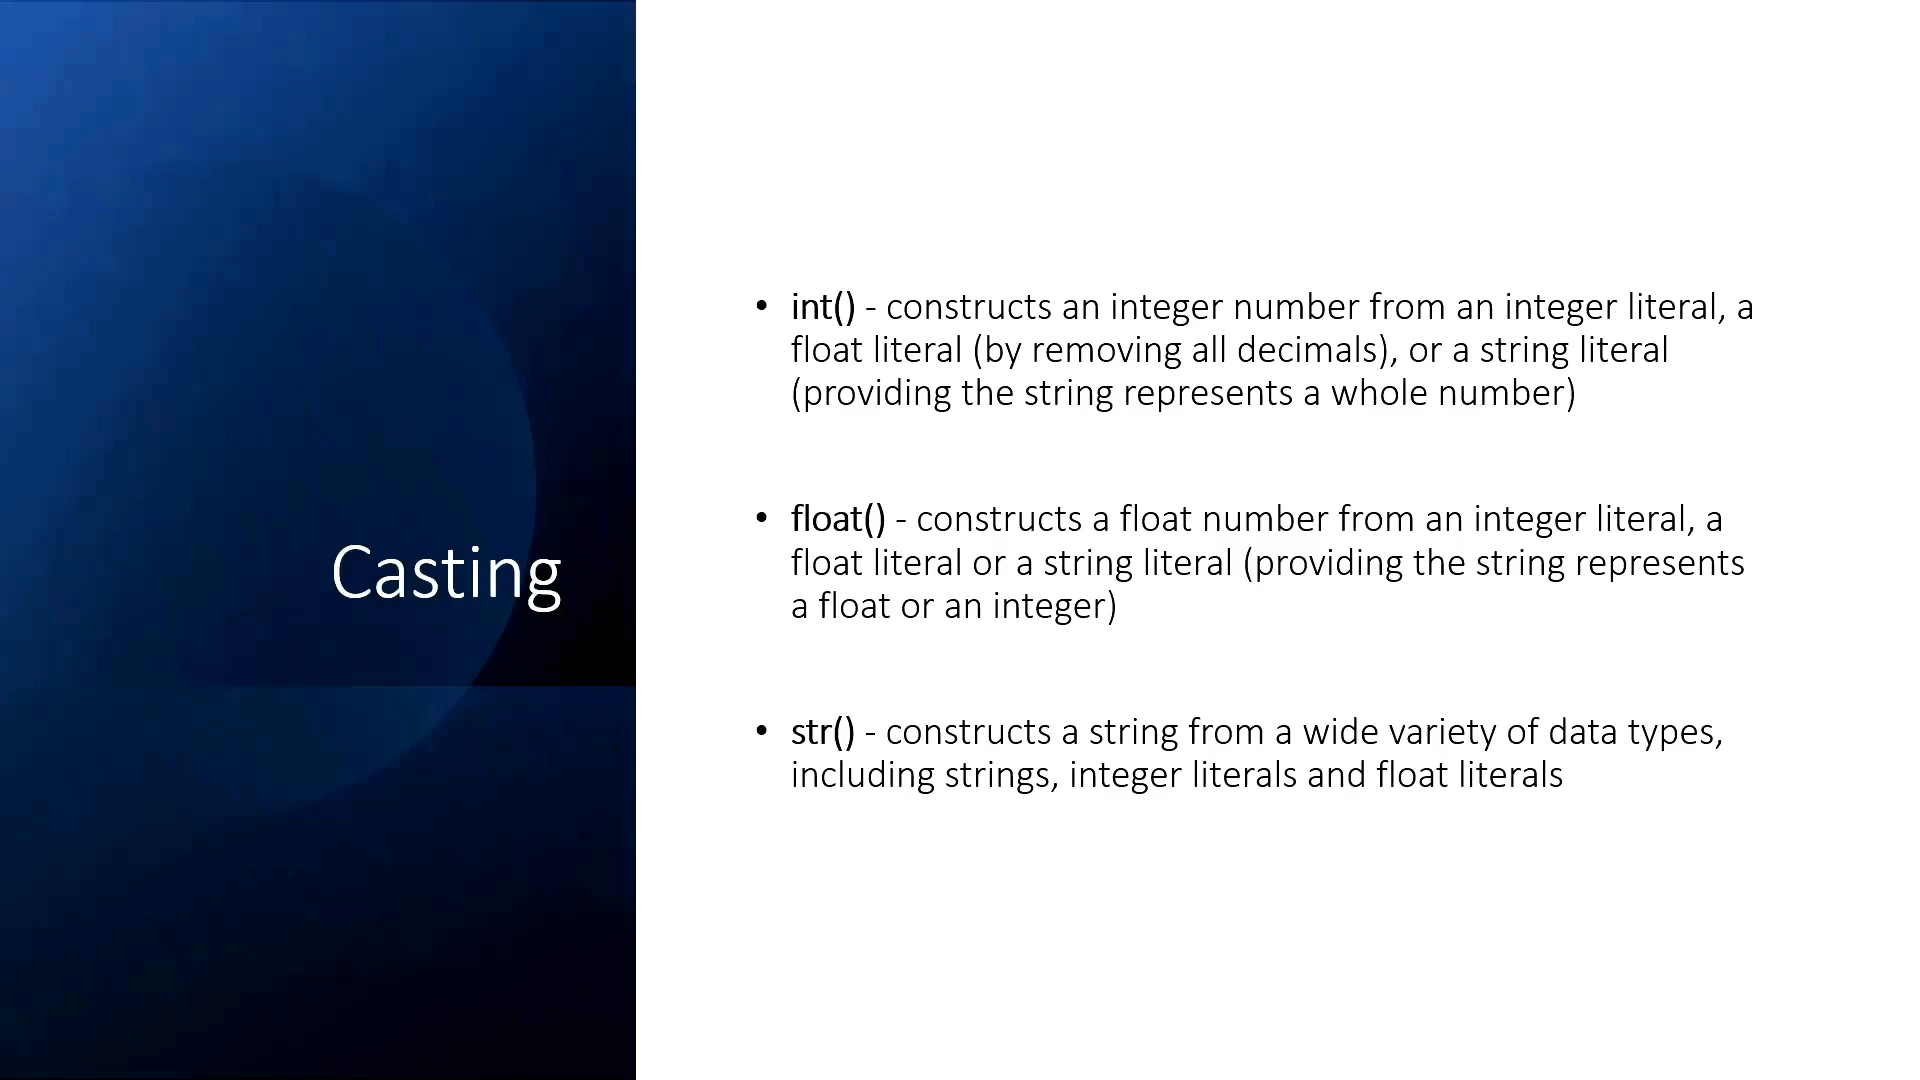 Casting
• int() - constructs an integer number from an integer literal, a
float literal (by removing all decimals), or a string literal
(providing the string represents a whole number)
• float() - constructs a float number from an integer literal, a
float literal or a string literal (providing the string represents
a float or an integer)
• str() - constructs a string from a wide variety of data types,
including strings, integer literals and float literals